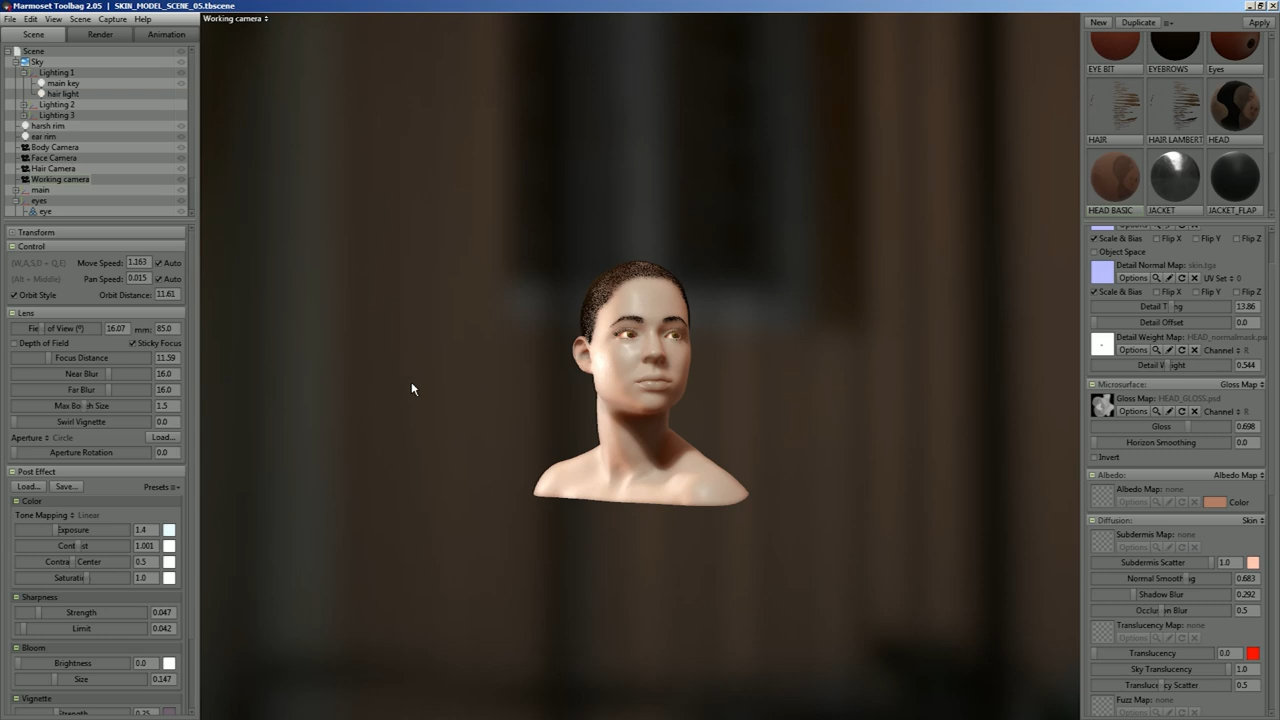 Marmoset Toolbag 2.05 | SKIN_MODEL_SCENE_05.tbscene
File Edit View Scene Capture Help
Scene Render Animation
Scene
Sky
Lighting 1
main key
hair light
Lighting 2
Lighting 3
harsh rim
ear rim
Body Camera
Face Camera
Hair Camera
Working camera
main
eyes
eye
Transform
Control
(W,A,S,D + Q,E) Move Speed: 1.163 Auto
(Alt + Middle) Pan Speed: 0.015 Auto
Orbit Style Orbit Distance: 11.61
Lens
of View (°) 16.07 mm: 85.0
Depth of Field Sticky Focus
Focus Distance 11.59
Near Blur 16.0
Far Blur 16.0
Max Size 1.5
Swirl Vignette 0.0
Aperture Circle Load...
Aperture Rotation 0.0
Post Effect
Load... Save... Presets
Color
Tone Mapping Linear
Exposure 1.4
1.001
Center 0.5
1.0
Sharpness
Strength 0.047
Limit 0.042
Bloom
Brightness 0.0
Size 0.147
Vignette
Strength 0.25
Working camera
New Duplicate Apply
EYE BIT EYEBROWS Eyes
HAIR HAIR LAMBERT HEAD
HEAD BASIC JACKET JACKET_FLAP
Options
Scale & Bias Flip X Flip Y Flip Z
Object Space
Detail Normal Map: skin.tga
Options UV Set 0
Scale & Bias Flip X Flip Y Flip Z
Detail 13.86
Detail Offset 0.0
Detail Weight Map: HEAD_normalmask.ps
Options Channel R
Detail 0.544
Microsurface: Gloss Map
Gloss Map: HEAD_GLOSS.psd
Options Channel R
Gloss 0.698
Horizon Smoothing 0.0
Invert
Albedo: Albedo Map
Albedo Map: none
Options Color
Diffusion: Skin
Subdermis Map: none
Options
Subdermis Scatter 1.0
Normal 0.683
Shadow Blur 0.292
Blur 0.5
Translucency Map: none
Options
Translucency 0.0
Sky Translucency 1.0
Scatter 0.5
Fuzz Map: none